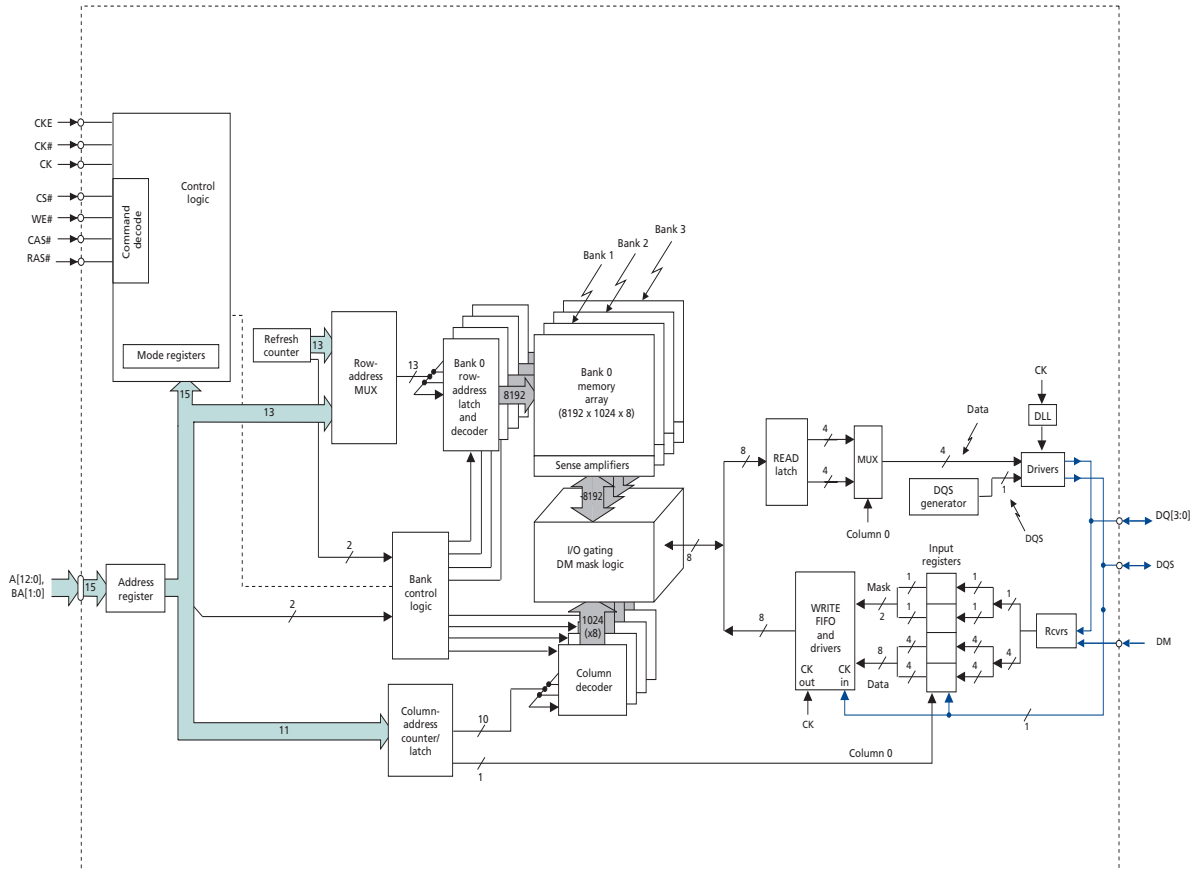 CKE
CK#
CK
CS#
WE#
CAS#
RAS#
Control
logic
Command
decode
Mode registers
15
Refresh
counter
13
13
Row-
address
MUX
13
Bank 0
row-
address
latch
and
decoder
8192
Bank 1
Bank 2
Bank 3
Bank 0
memory
array
(8192 x 1024 x 8)
Sense amplifiers
8192
I/O gating
DM mask logic
8
8
READ
latch
4
4
MUX
Column 0
4
Data
CK
DLL
Drivers
DQS
generator
1
DQS
DQ[3:0]
DQS
DM
A[12:0],
BA[1:0]
15
Address
register
2
2
Bank
control
logic
1024
(x8)
Column
decoder
11
Column-
address
counter/
latch
10
1
Column 0
8
WRITE
FIFO
and
drivers
CK
out
CK
in
CK
Mask
2
8
Data
Input
registers
1
1
4
4
1
1
4
4
1
4
Rcvrs
1